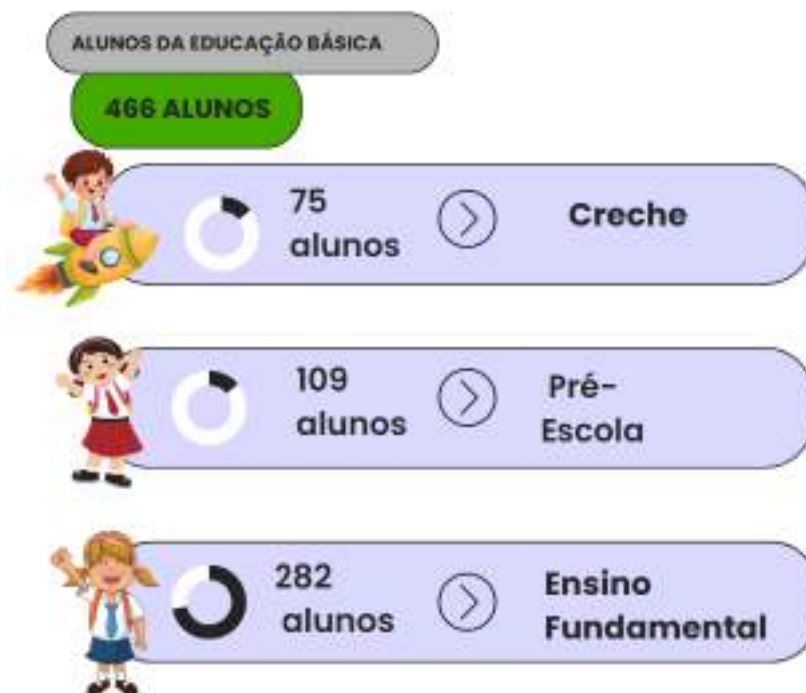 ALUNOS DA EDUCAÇÃO BÁSICA
466 ALUNOS
75
alunos
Creche
109
alunos
Pré-
Escola
282
alunos
Ensino
Fundamental